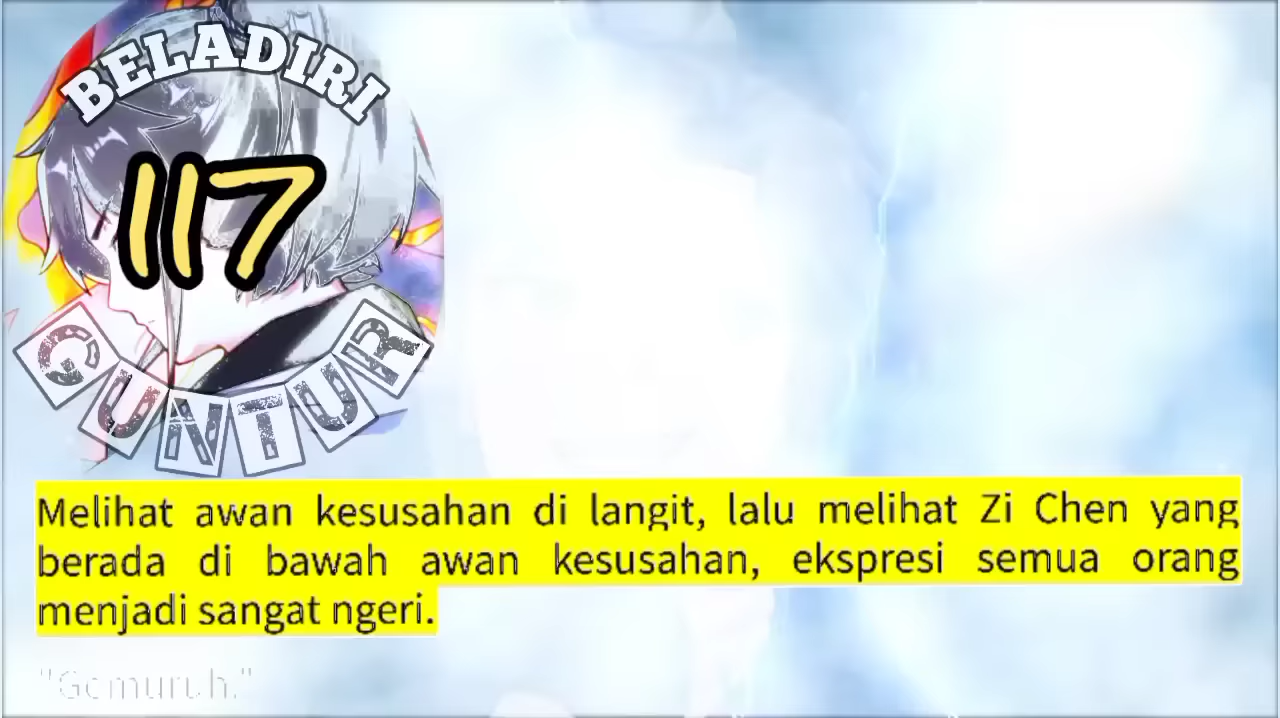 BELADIRI
117
GUNTUR
Melihat awan kesusahan di langit, lalu melihat Zi Chen yang
berada di bawah awan kesusahan, ekspresi semua orang
menjadi sangat ngeri.
"Gemuruh."